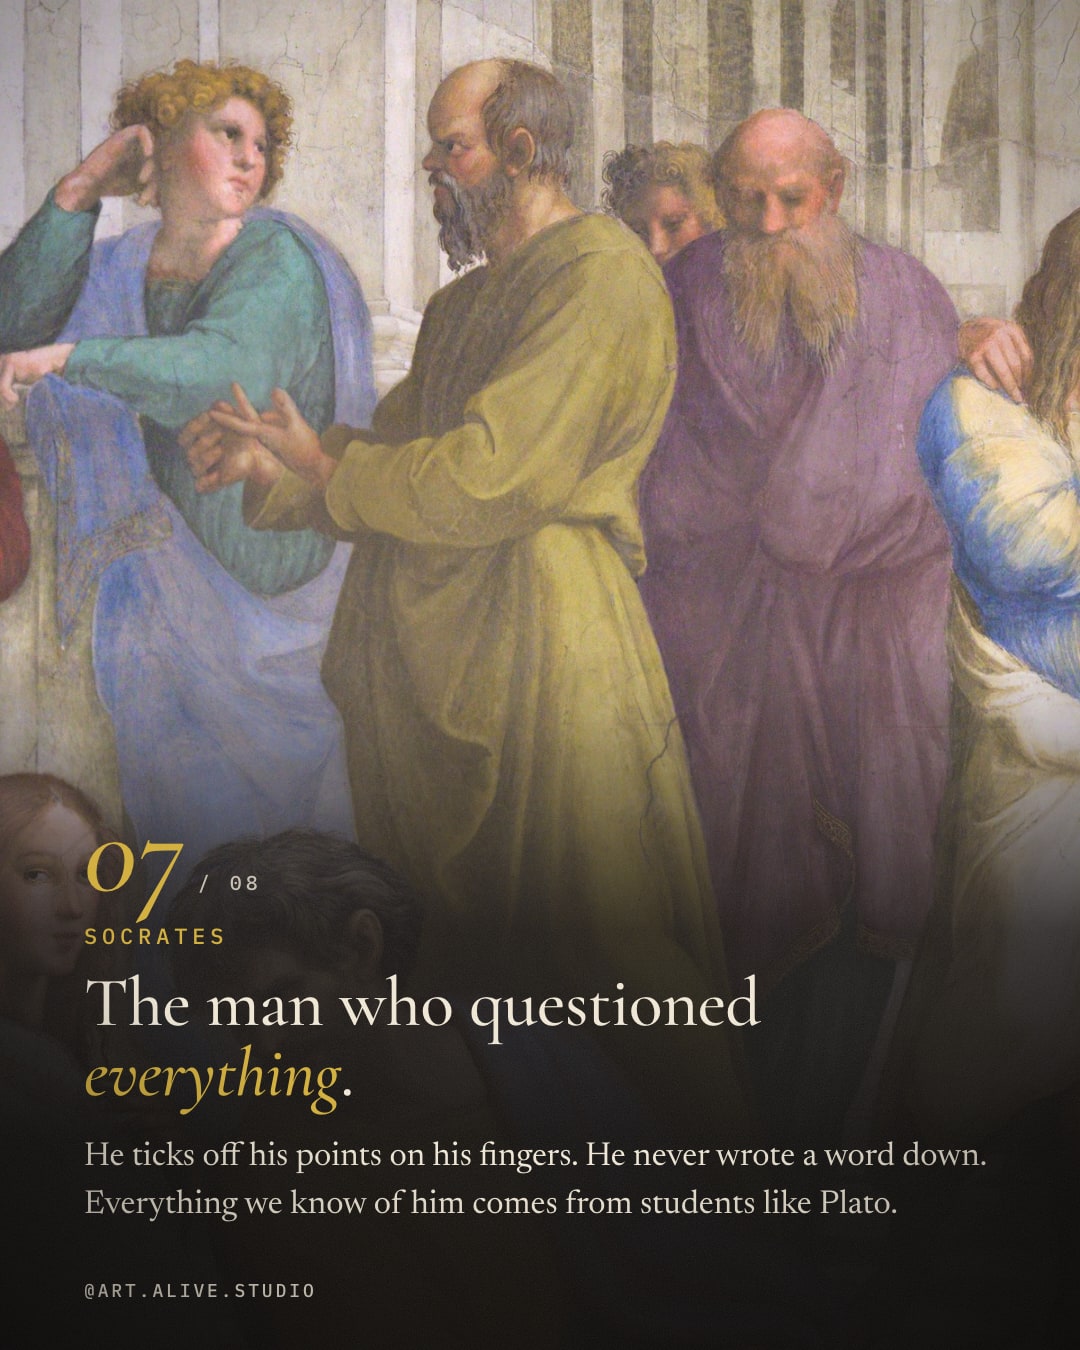 07 / 08
SOCRATES
The man who questioned
everything.
He ticks off his points on his fingers. He never wrote a word down.
Everything we know of him comes from students like Plato.
@ART.ALIVE.STUDIO